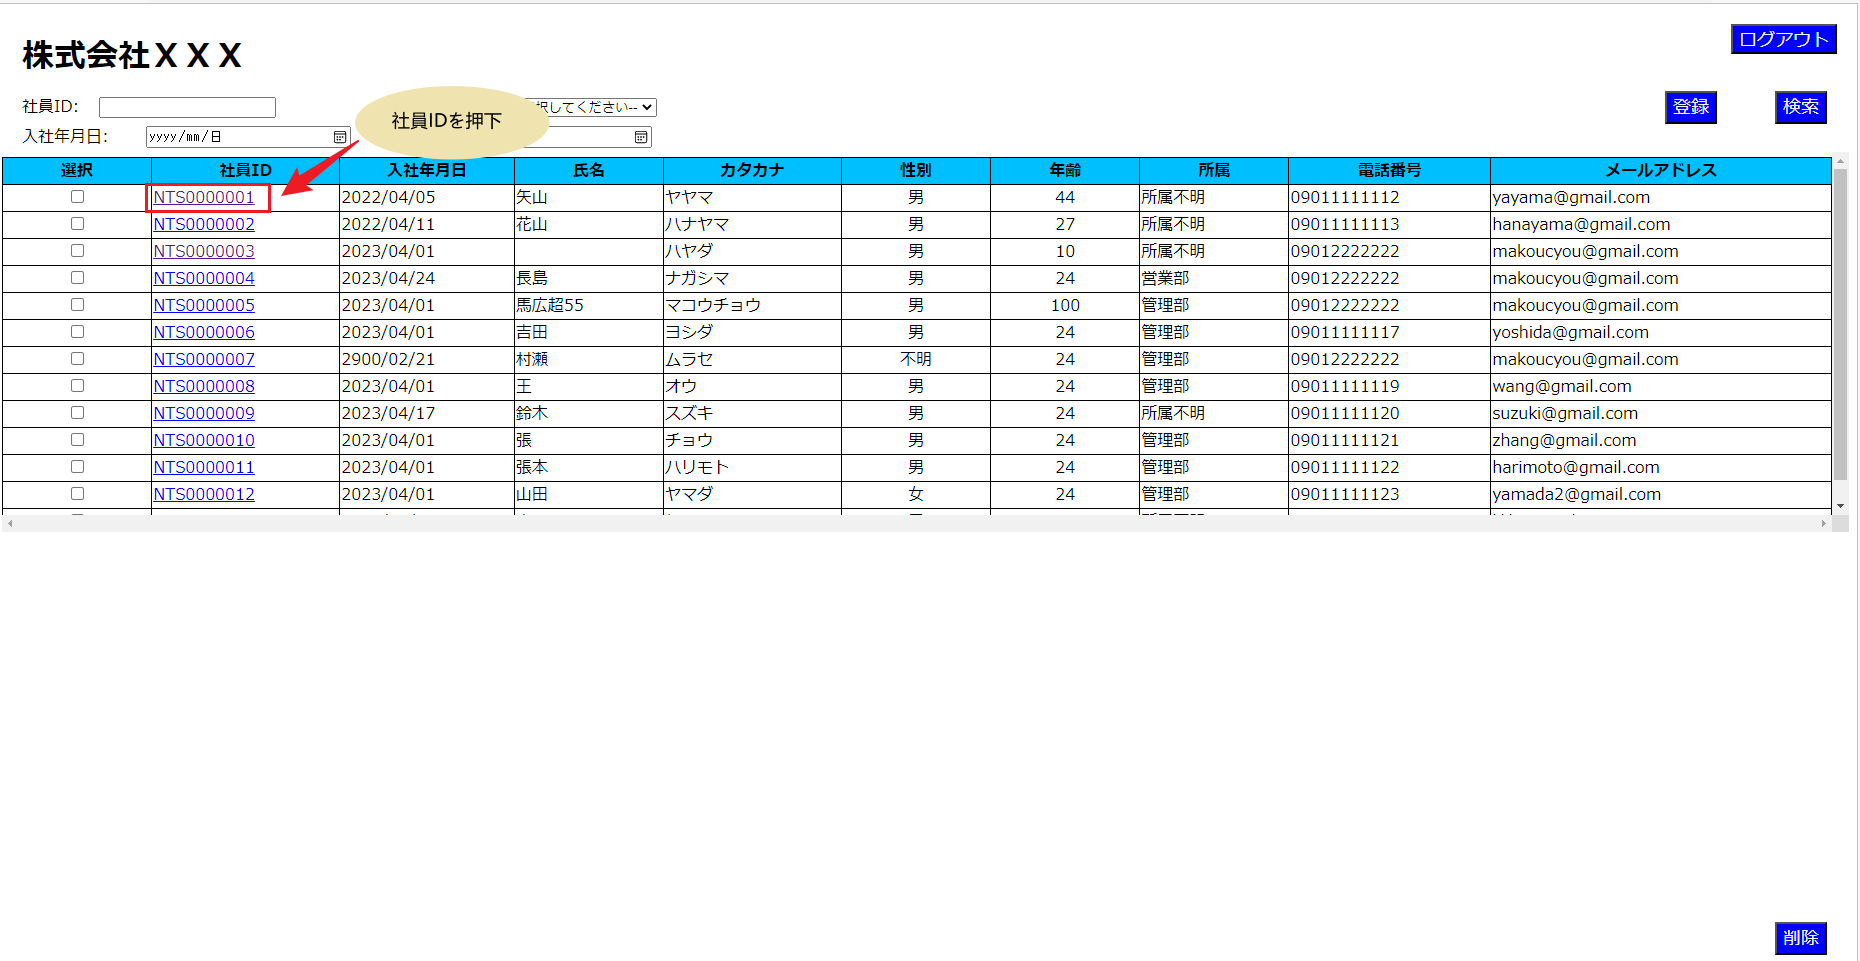 ログアウト
株式会社ＸＸＸ
社員ID:
社員IDを押下
択してください--
登録
検索
入社年月日:
yyyy/mm/日
選択 社員ID 入社年月日 氏名 カタカナ 性別 年齢 所属 電話番号 メールアドレス
NTS0000001 2022/04/05 矢山 ヤヤマ 男 44 所属不明 09011111112 yayama@gmail.com
NTS0000002 2022/04/11 花山 ハナヤマ 男 27 所属不明 09011111113 hanayama@gmail.com
NTS0000003 2023/04/01 ハヤダ 男 10 所属不明 09012222222 makoucyou@gmail.com
NTS0000004 2023/04/24 長島 ナガシマ 男 24 営業部 09012222222 makoucyou@gmail.com
NTS0000005 2023/04/01 馬広超55 マコウチョウ 男 100 管理部 09012222222 makoucyou@gmail.com
NTS0000006 2023/04/01 吉田 ヨシダ 男 24 管理部 09011111117 yoshida@gmail.com
NTS0000007 2900/02/21 村瀬 ムラセ 不明 24 管理部 09012222222 makoucyou@gmail.com
NTS0000008 2023/04/01 王 オウ 男 24 管理部 09011111119 wang@gmail.com
NTS0000009 2023/04/17 鈴木 スズキ 男 24 所属不明 09011111120 suzuki@gmail.com
NTS0000010 2023/04/01 張 チョウ 男 24 管理部 09011111121 zhang@gmail.com
NTS0000011 2023/04/01 張本 ハリモト 男 24 管理部 09011111122 harimoto@gmail.com
NTS0000012 2023/04/01 山田 ヤマダ 女 24 管理部 09011111123 yamada2@gmail.com
削除